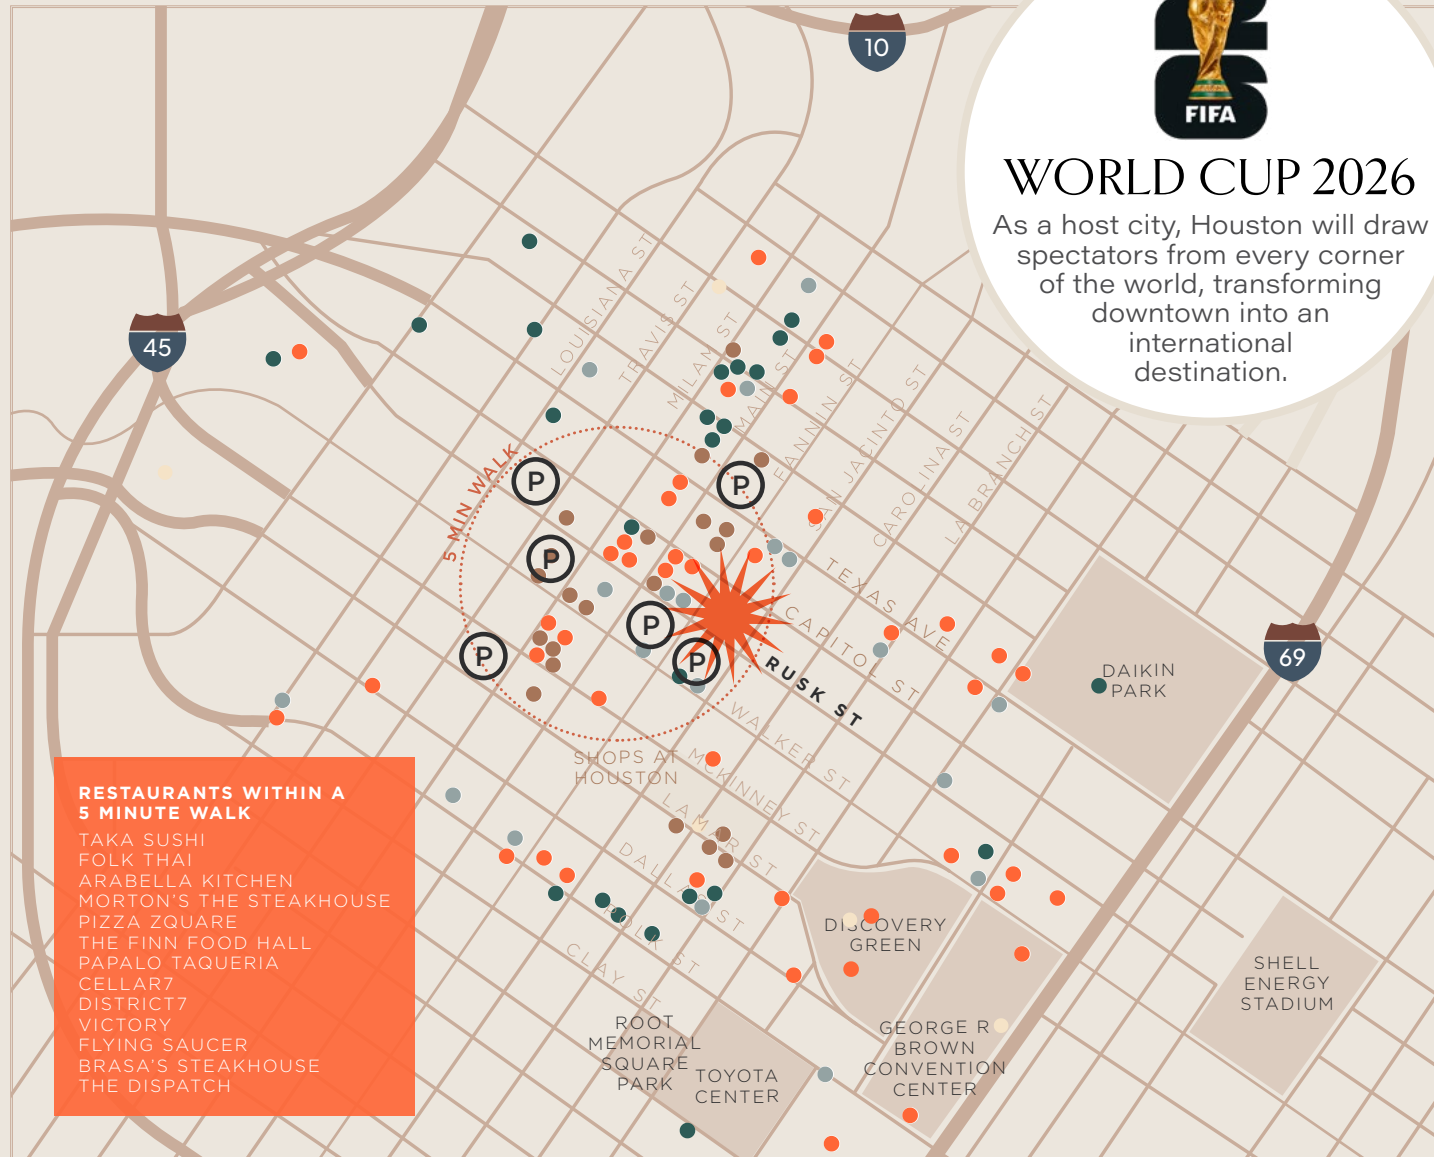 10
FIFA
WORLD CUP 2026
As a host city, Houston will draw
spectators from every corner
of the world, transforming
downtown into an
international
destination.
45
69
LOUISIANA ST
TRAVIS ST
MILAM ST
MAIN ST
FANNIN ST
SAN JACINTO ST
CAROLINA ST
LA BRANCH ST
5 MIN WALK
P
P
P
P
P
P
TEXAS AVE
CAPITOL ST
RUSK ST
WALKER ST
MCKINNEY ST
LAMAR ST
DALLAS ST
POLK ST
CLAY ST
DAIKIN
PARK
SHOPS AT
HOUSTON
DISCOVERY
GREEN
SHELL
ENERGY
STADIUM
GEORGE R
BROWN
CONVENTION
CENTER
ROOT
MEMORIAL
SQUARE
PARK
TOYOTA
CENTER
RESTAURANTS WITHIN A
5 MINUTE WALK
TAKA SUSHI
FOLK THAI
ARABELLA KITCHEN
MORTON'S THE STEAKHOUSE
PIZZA ZQUARE
THE FINN FOOD HALL
PAPALO TAQUERIA
CELLAR7
DISTRICT7
VICTORY
FLYING SAUCER
BRASA'S STEAKHOUSE
THE DISPATCH